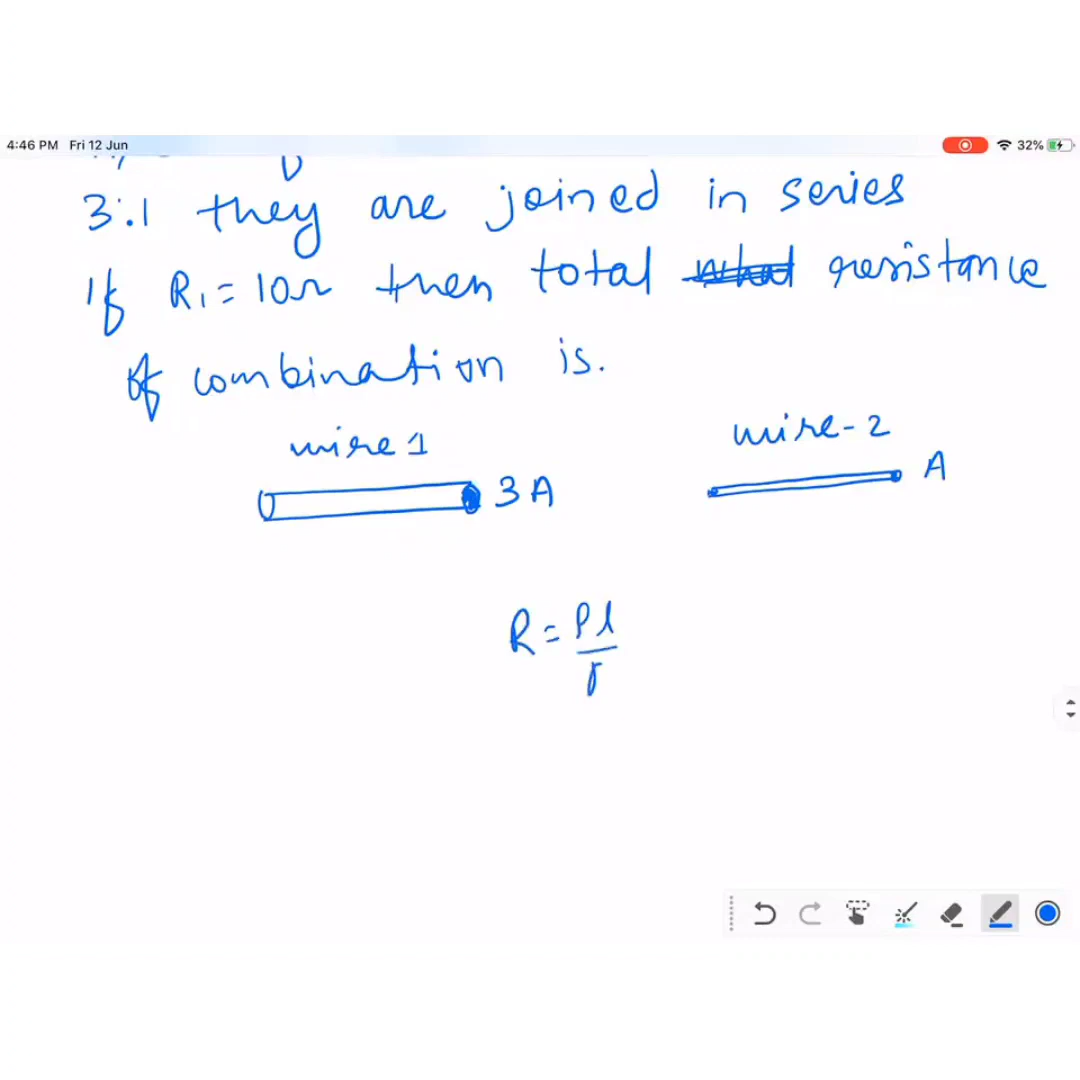 4:46 PM Fri 12 Jun 32%
3:1 they are joined in series
If R₁ = 10Ω then total resistance
of combination is.
wire 1 wire-2
3A A
R = ρl